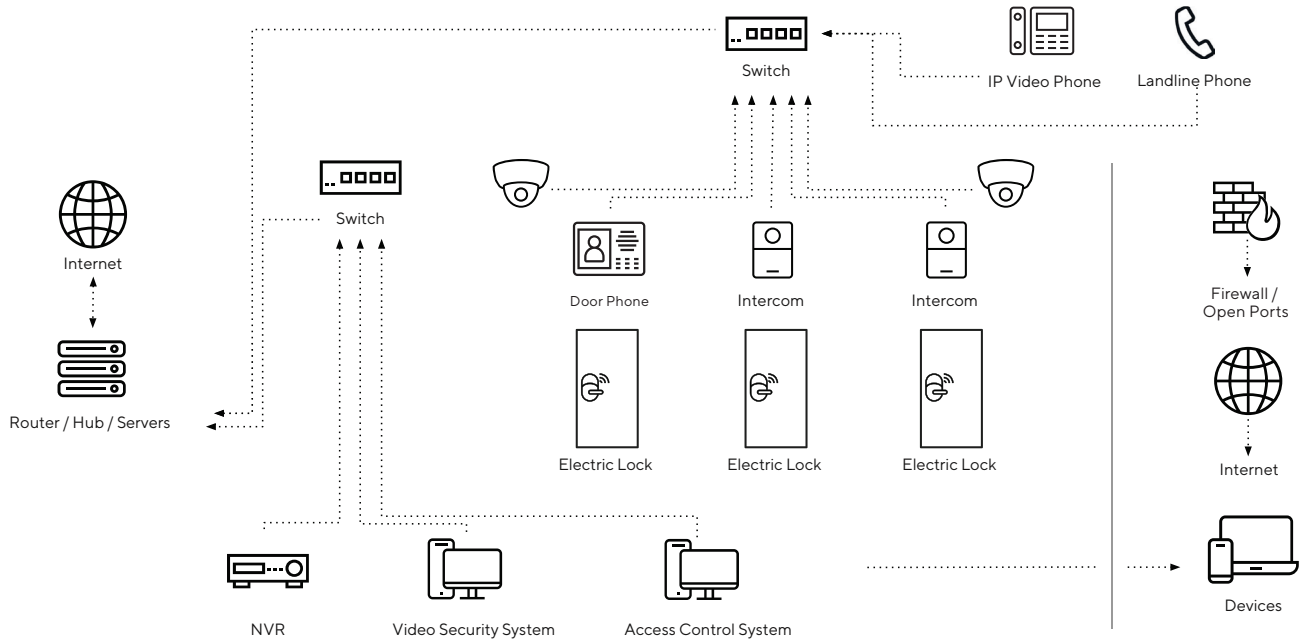 Switch
IP Video Phone
Landline Phone
Switch
Internet
Door Phone
Intercom
Intercom
Firewall /
Open Ports
Router / Hub / Servers
Electric Lock
Electric Lock
Electric Lock
Internet
NVR
Video Security System
Access Control System
Devices